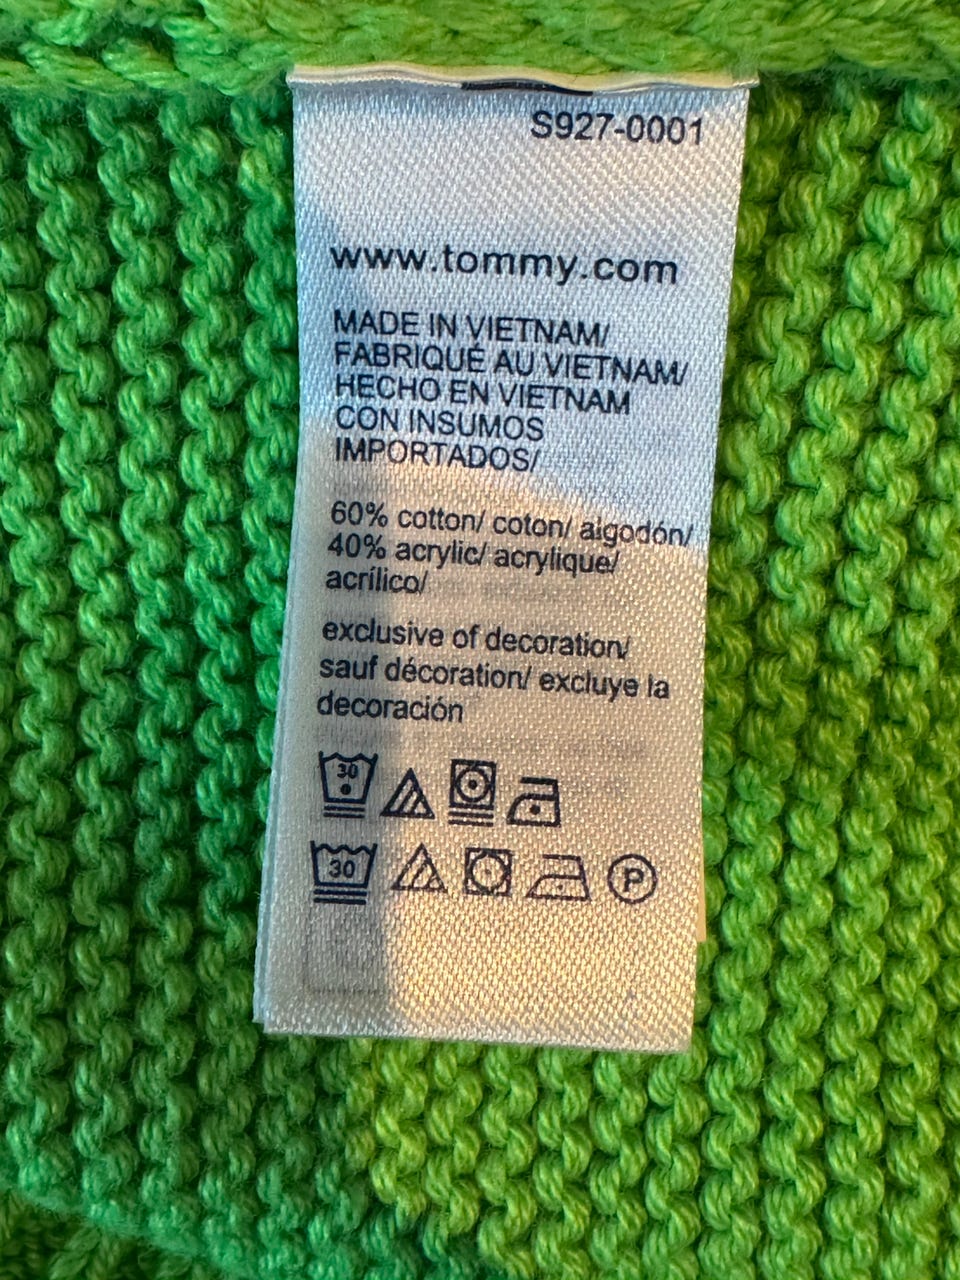 S927-0001
www.tommy.com
MADE IN VIETNAM/
FABRIQUÉ AU VIETNAM/
HECHO EN VIETNAM
CON INSUMOS
IMPORTADOS/
60% cotton/ coton/ algodón/
40% acrylic/ acrylique/
acrílico/
exclusive of decoration/
sauf décoration/ excluye la
decoración
30
30 P